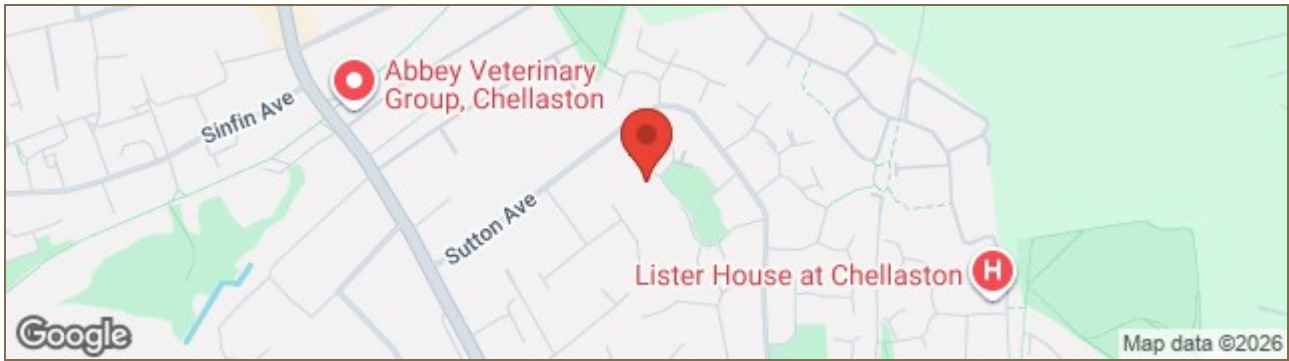 Abbey Veterinary
Group, Chellaston
Sinfin Ave
Sutton Ave
Lister House at Chellaston
H
Google
Map data ©2026